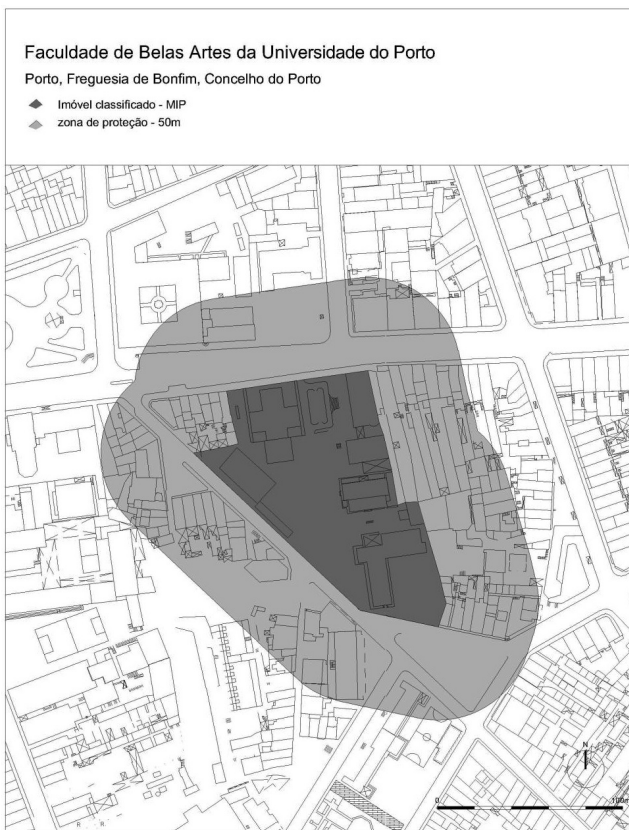 Faculdade de Belas Artes da Universidade do Porto
Porto, Freguesia de Bonfim, Concelho do Porto
Imóvel classificado - MIP
zona de proteção - 50m
N
0
100m